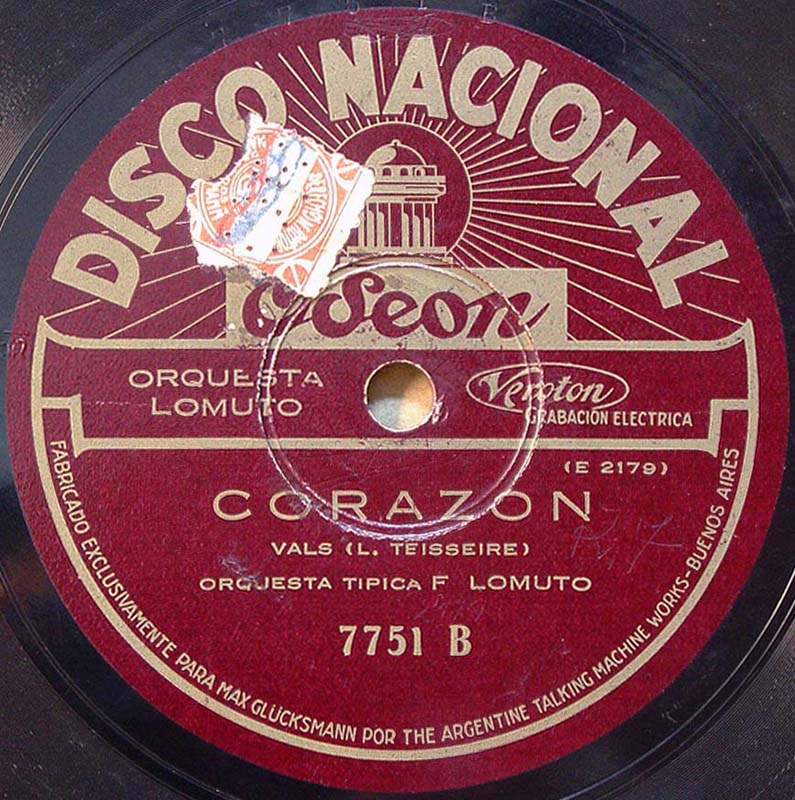 DISCO NACIONAL
Odeon
ORQUESTA
LOMUTO
Veroton
GRABACIÓN ELECTRICA
(E 2179)
CORAZON
VALS (L. TEISSEIRE)
ORQUESTA TIPICA F LOMUTO
7751 B
FABRICADO EXCLUSIVAMENTE PARA MAX GLÜCKSMANN POR THE ARGENTINE TALKING MACHINE WORKS-BUENOS AIRES